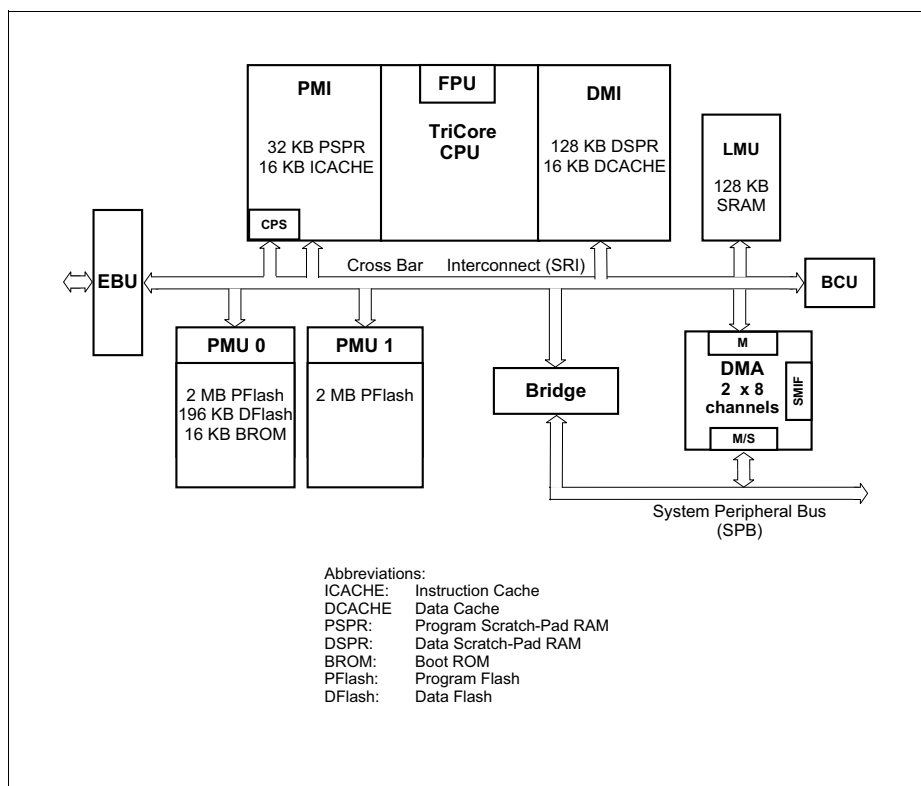 PMI
FPU
DMI
TriCore
CPU
32 KB PSPR
16 KB ICACHE
128 KB DSPR
16 KB DCACHE
LMU
128 KB
SRAM
CPS
Cross Bar Interconnect (SRI)
EBU
BCU
PMU 0
PMU 1
2 MB PFlash
196 KB DFlash
16 KB BROM
2 MB PFlash
Bridge
M
DMA
2 x 8
channels
SMIF
M/S
System Peripheral Bus
(SPB)
Abbreviations:
ICACHE: Instruction Cache
DCACHE Data Cache
PSPR: Program Scratch-Pad RAM
DSPR: Data Scratch-Pad RAM
BROM: Boot ROM
PFlash: Program Flash
DFlash: Data Flash